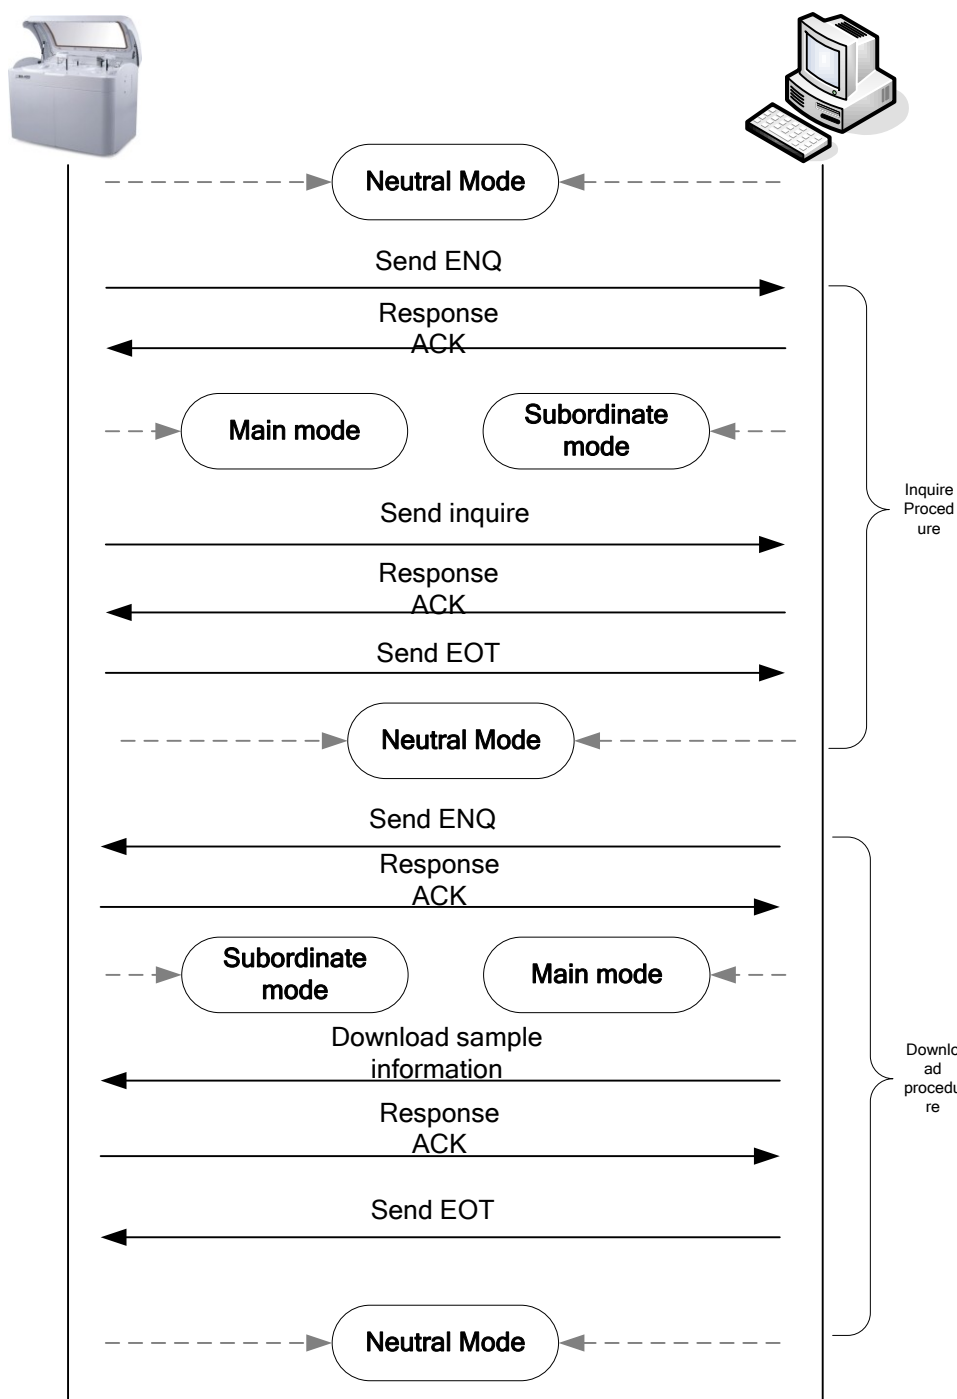 Neutral Mode
Send ENQ
Response
ACK
Main mode
Subordinate
mode
Send inquire
Response
ACK
Send EOT
Inquire
Proced
ure
Neutral Mode
Send ENQ
Response
ACK
Subordinate
mode
Main mode
Download sample
information
Response
ACK
Downlo
ad
procedu
re
Send EOT
Neutral Mode